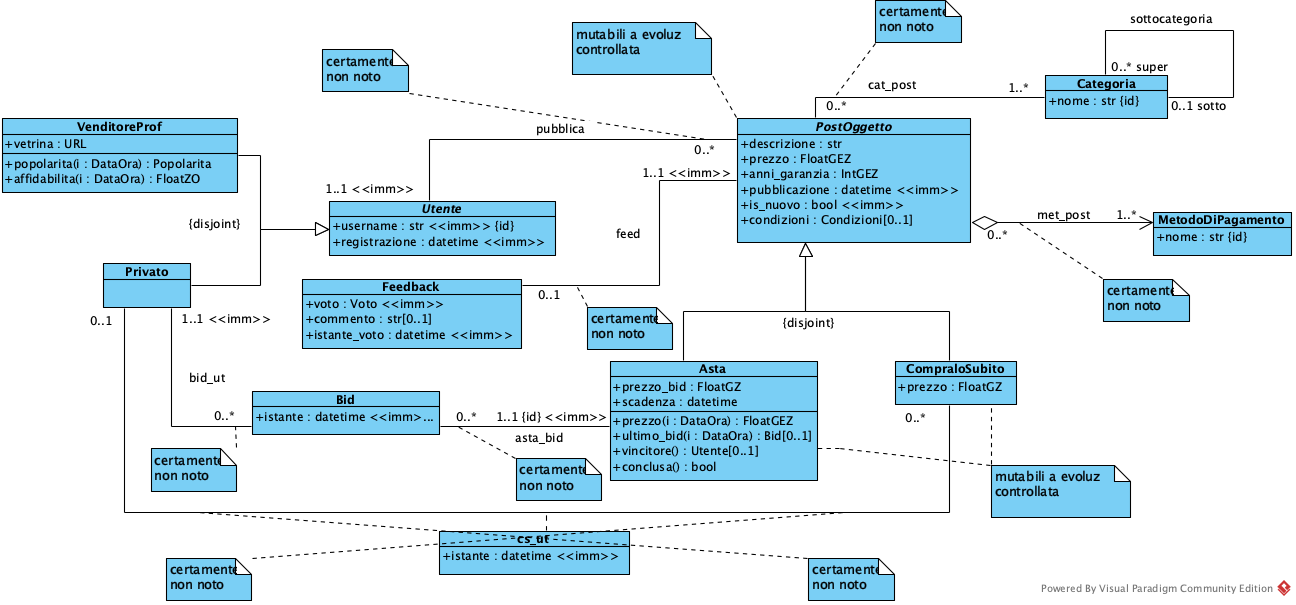 certamente
non noto
sottocategoria
mutabili a evoluz
controllata
certamente
non noto
0..* super
cat_post
1..*
Categoria
+nome : str {id}
0..*
0..1 sotto
VenditoreProf
+vetrina : URL
+popolarita(i : DataOra) : Popolarita
+affidabilita(i : DataOra) : FloatZO
pubblica
0..*
PostOggetto
+descrizione : str
+prezzo : FloatGEZ
+anni_garanzia : IntGEZ
+pubblicazione : datetime <<imm>>
+is_nuovo : bool <<imm>>
+condizioni : Condizioni[0..1]
1..1 <<imm>>
1..1 <<imm>>
Utente
+username : str <<imm>> {id}
+registrazione : datetime <<imm>>
{disjoint}
feed
met_post
1..*
0..*
MetodoDiPagamento
+nome : str {id}
Privato
Feedback
+voto : Voto <<imm>>
+commento : str[0..1]
+istante_voto : datetime <<imm>>
0..1
certamente
non noto
certamente
non noto
0..1
1..1 <<imm>>
{disjoint}
bid_ut
Asta
+prezzo_bid : FloatGZ
+scadenza : datetime
+prezzo(i : DataOra) : FloatGEZ
+ultimo_bid(i : DataOra) : Bid[0..1]
+vincitore() : Utente[0..1]
+conclusa() : bool
CompraloSubito
+prezzo : FloatGZ
0..*
Bid
+istante : datetime <<imm>...
0..*
0..*
1..1 {id} <<imm>>
asta_bid
certamente
non noto
certamente
non noto
mutabili a evoluz
controllata
cs_ut
+istante : datetime <<imm>>
certamente
non noto
certamente
non noto
Powered By Visual Paradigm Community Edition